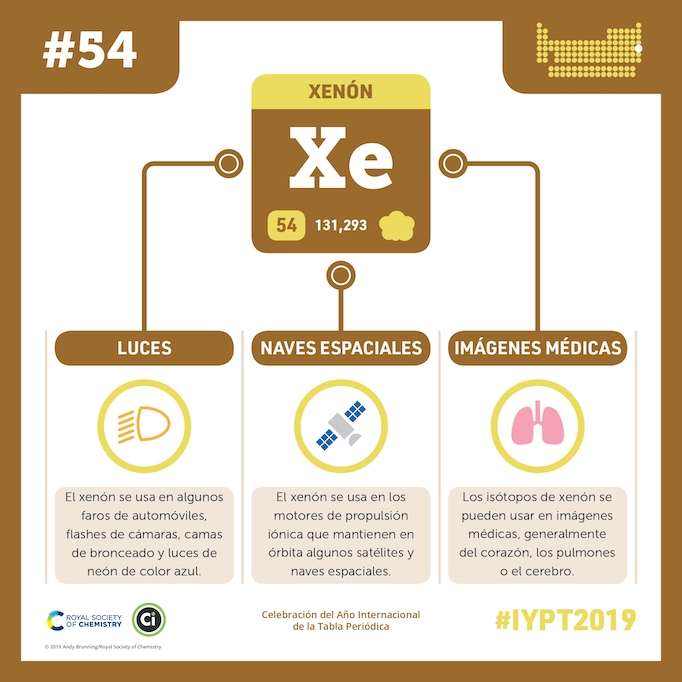 #54
XENÓN
Xe
54
131,293
LUCES
El xenón se usa en algunos
faros de automóviles,
flashes de cámaras, camas
de bronceado y luces de
neón de color azul.
NAVES ESPACIALES
El xenón se usa en los
motores de propulsión
iónica que mantienen en
órbita algunos satélites y
naves espaciales.
IMÁGENES MÉDICAS
Los isótopos de xenón se
pueden usar en imágenes
médicas, generalmente
del corazón, los pulmones
o el cerebro.
ROYAL SOCIETY
OF CHEMISTRY
Ci
© 2019 Andy Brunning/Royal Society of Chemistry
Celebración del Año Internacional
de la Tabla Periódica
#IYPT2019